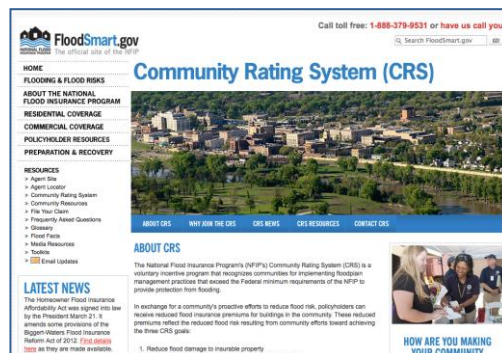 Call toll free: 1-888-379-9531 or have us call you
FloodSmart.gov
The official site of the NFIP
Search FloodSmart.gov
HOME
FLOODING & FLOOD RISKS
ABOUT THE NATIONAL
FLOOD INSURANCE PROGRAM
RESIDENTIAL COVERAGE
COMMERCIAL COVERAGE
POLICYHOLDER RESOURCES
PREPARATION & RECOVERY
RESOURCES
> Agent Site
> Agent Locator
> Community Rating System
> Community Resources
> File Your Claim
> Frequently Asked Questions
> Glossary
> Flood Facts
> Media Resources
> Toolkits
> Email Updates
LATEST NEWS
The Homeowner Flood Insurance
Affordability Act was signed into law
by the President March 21. It
amends some provisions of the
Biggert-Waters Flood Insurance
Reform Act of 2012. Find details
here as they are made available.
Community Rating System (CRS)
ABOUT CRS WHY JOIN THE CRS CRS NEWS CRS RESOURCES CONTACT CRS
ABOUT CRS
The National Flood Insurance Program's (NFIP's) Community Rating System (CRS) is a
voluntary incentive program that recognizes communities for implementing floodplain
management practices that exceed the Federal minimum requirements of the NFIP to
provide protection from flooding.
In exchange for a community's proactive efforts to reduce flood risk, policyholders can
receive reduced flood insurance premiums for buildings in the community. These reduced
premiums reflect the reduced flood risk resulting from community efforts toward achieving
the three CRS goals:
1. Reduce flood damage to insurable property
HOW ARE YOU MAKING
YOUR COMMUNITY